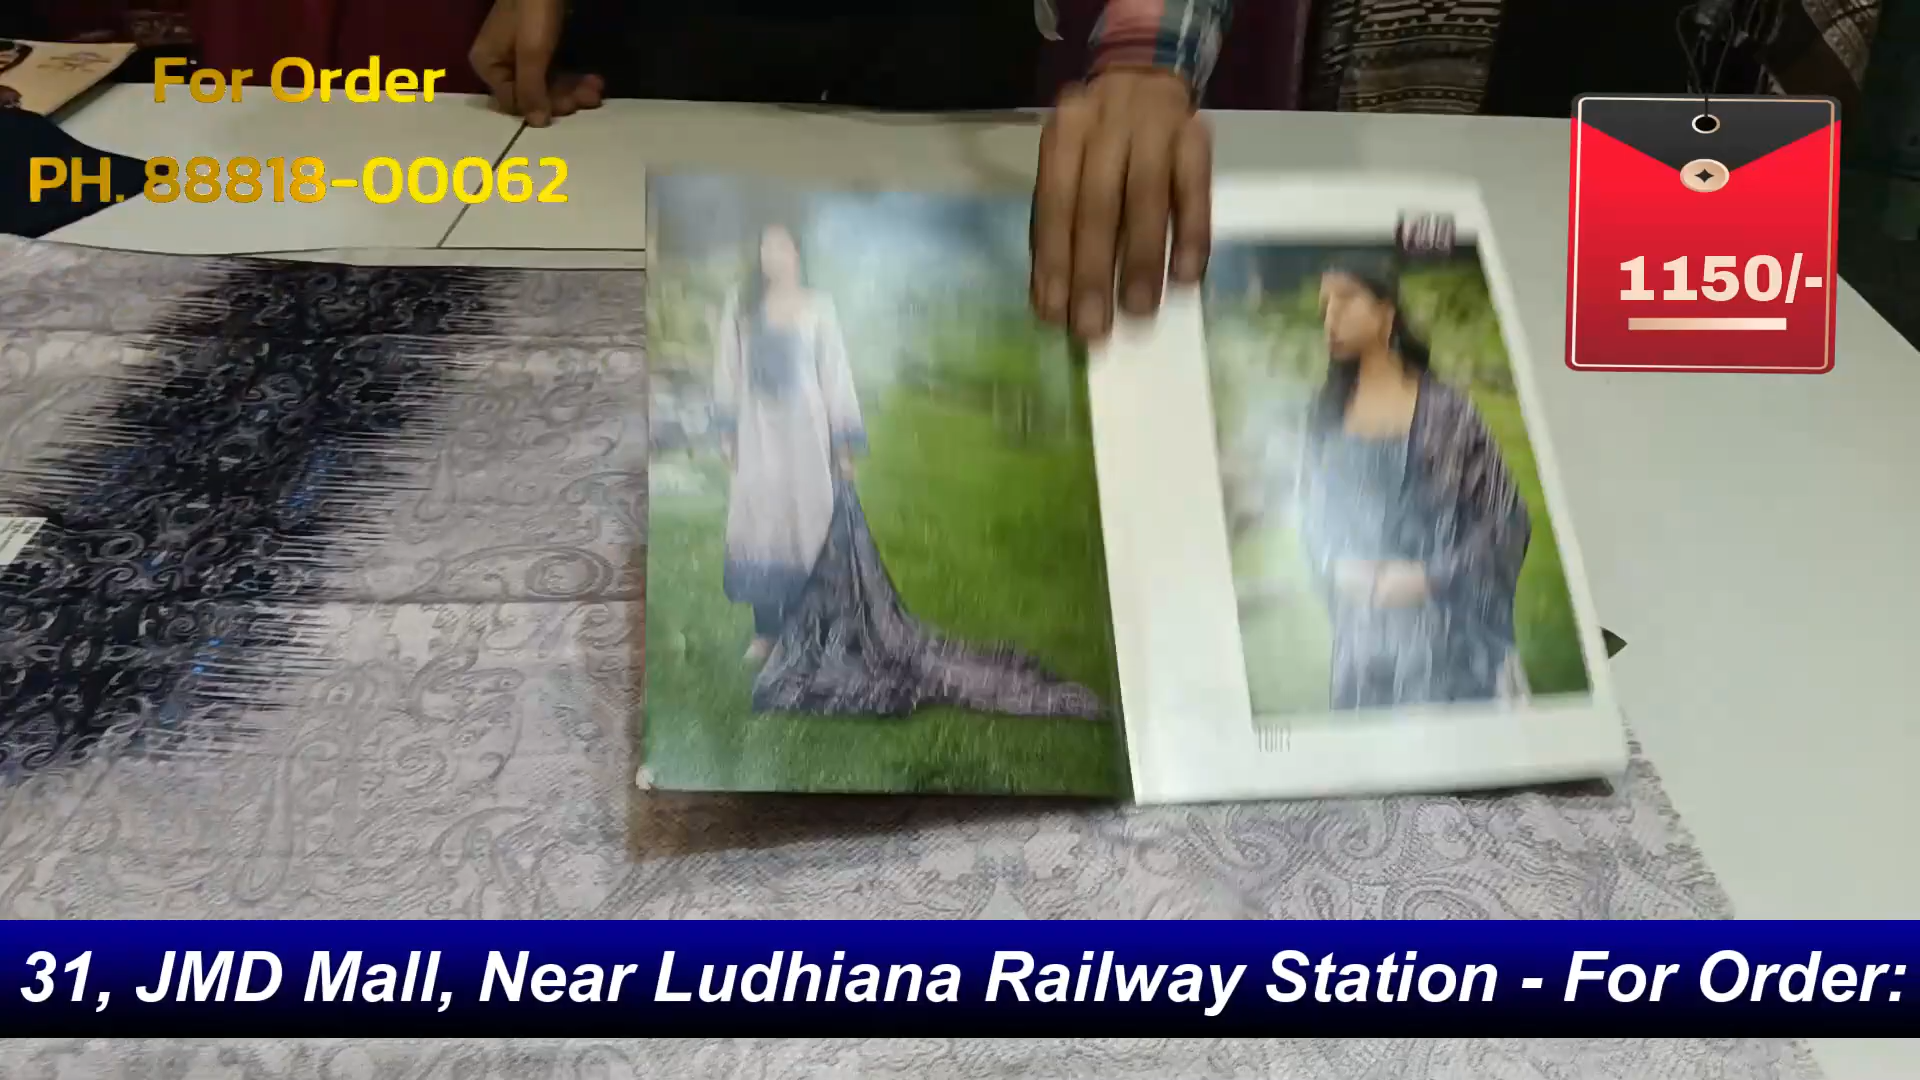 For Order
PH. 88818-00062
1150/-
31, JMD Mall, Near Ludhiana Railway Station - For Order: